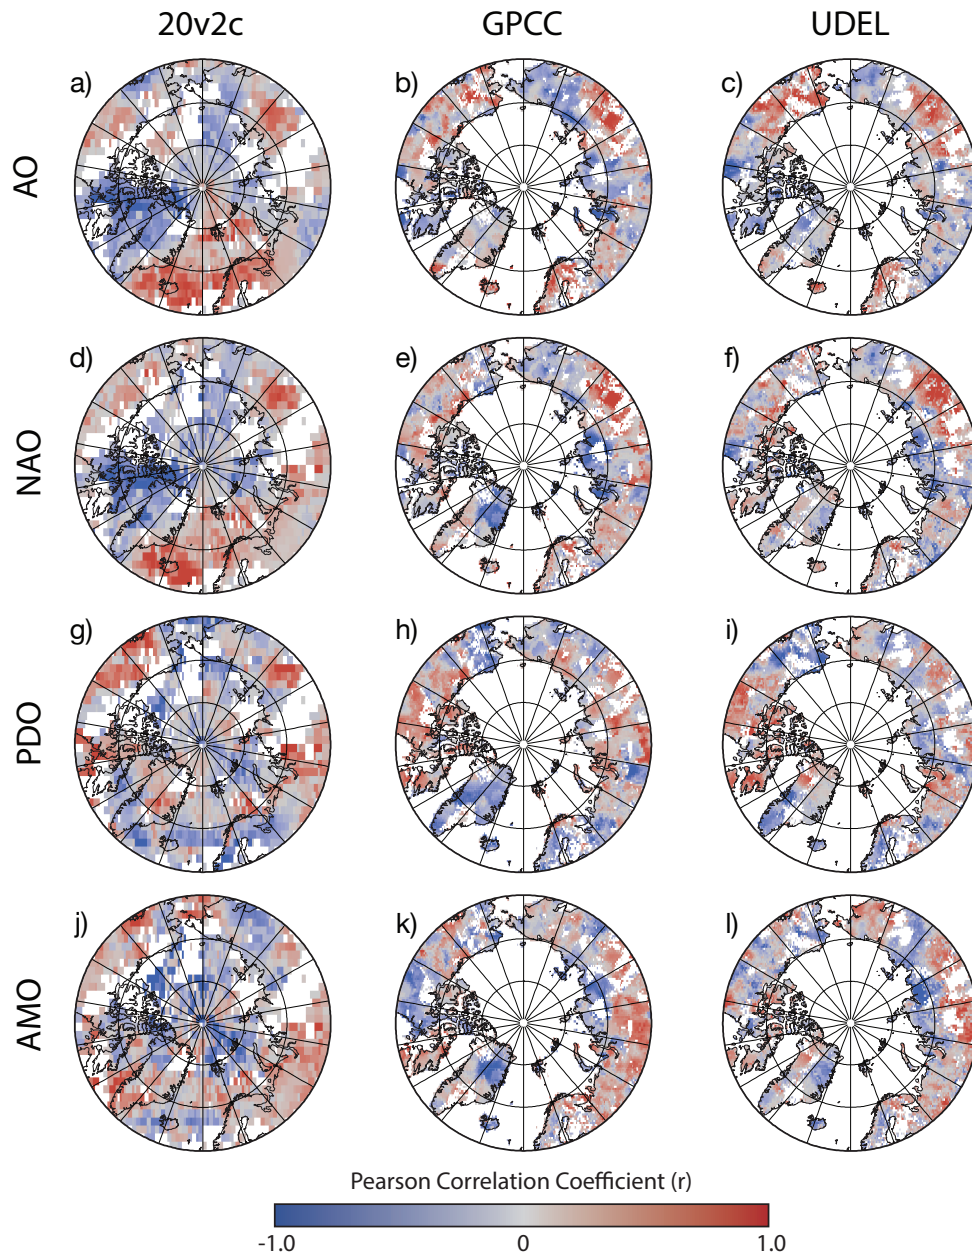 20v2c GPCC UDEL
AO a) b) c)
NAO d) e) f)
PDO g) h) i)
AMO j) k) l)
Pearson Correlation Coefficient (r)
-1.0 0 1.0